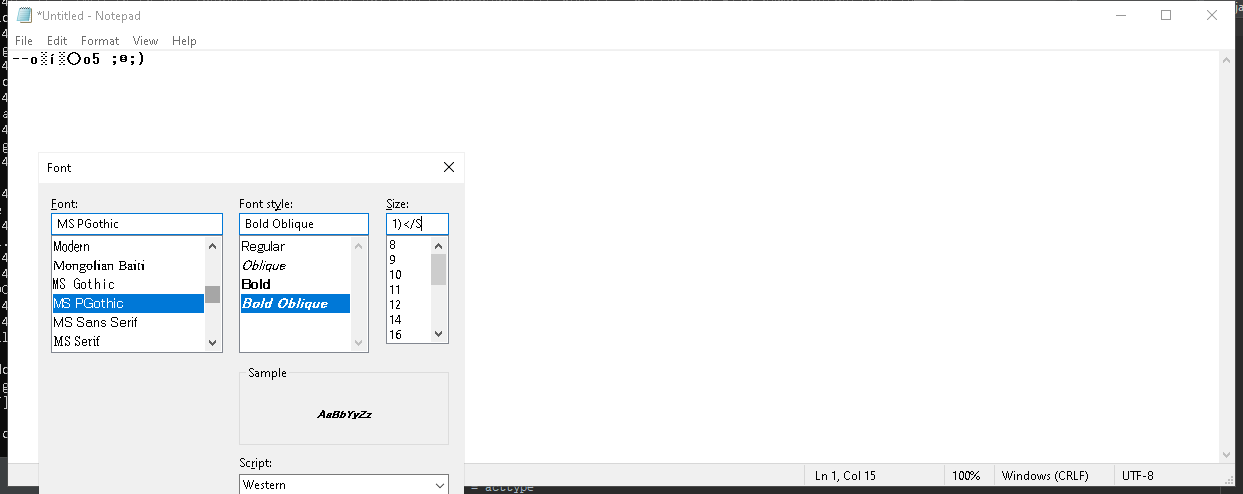 *Untitled - Notepad
File Edit Format View Help
--o░í░○o5 ;
Font
Font: Font style: Size:
MS PGothic Bold Oblique 1)</S
Modern Regular 8
Mongolian Baiti Oblique 9
MS Gothic Bold 10
MS PGothic Bold Oblique 11
MS Sans Serif 12
MS Serif 14
16
Sample
AaBbYyZz
Script:
Western
Ln 1, Col 15 100% Windows (CRLF) UTF-8
= acctype